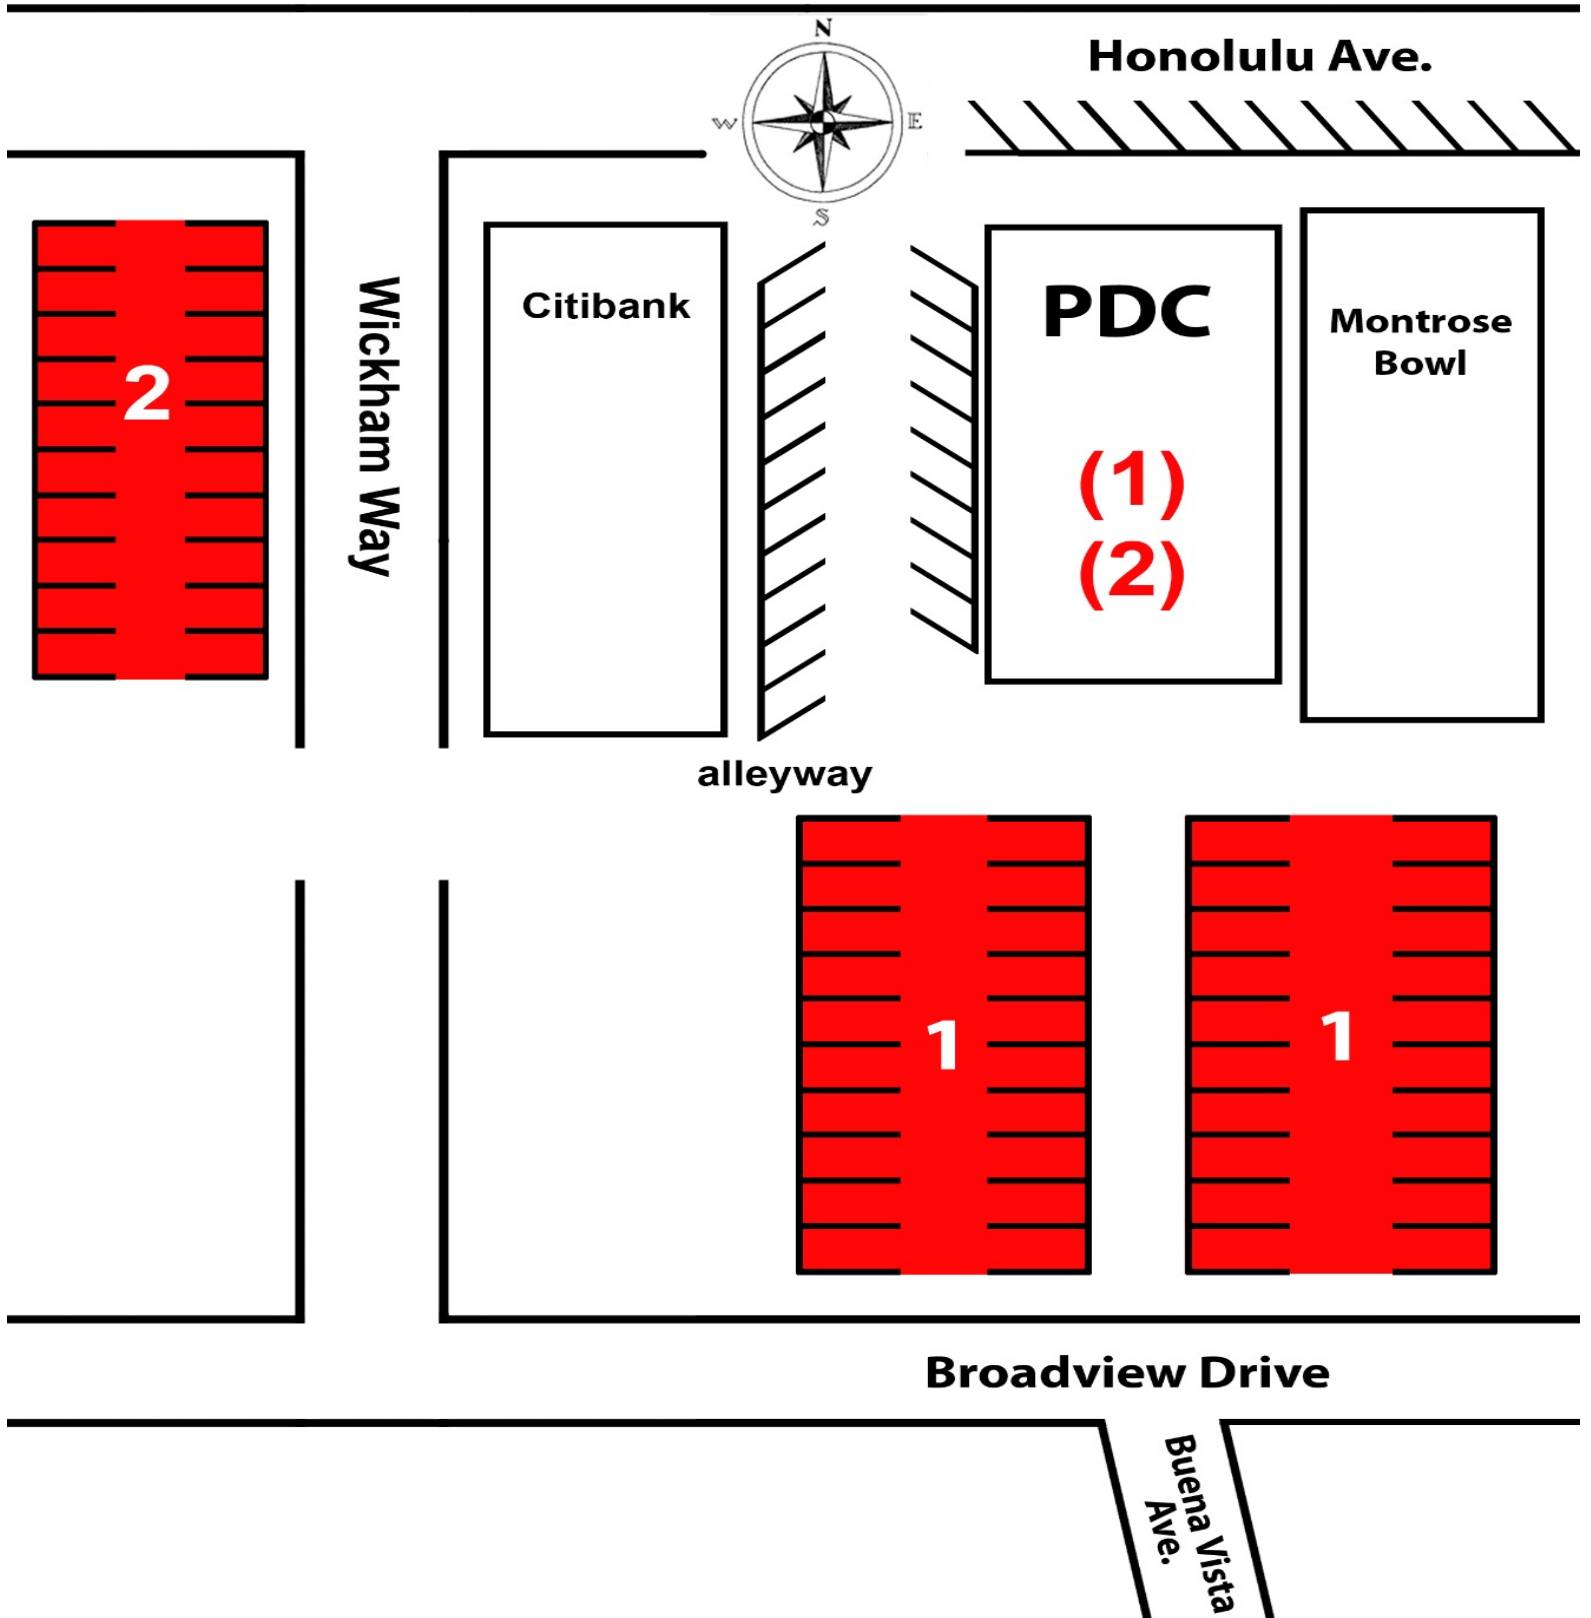 N
Honolulu Ave.
W
E
S
Citibank
PDC
Montrose
Bowl
Wickham Way
2
(1)
(2)
alleyway
1
1
Broadview Drive
Buena Vista
Ave.